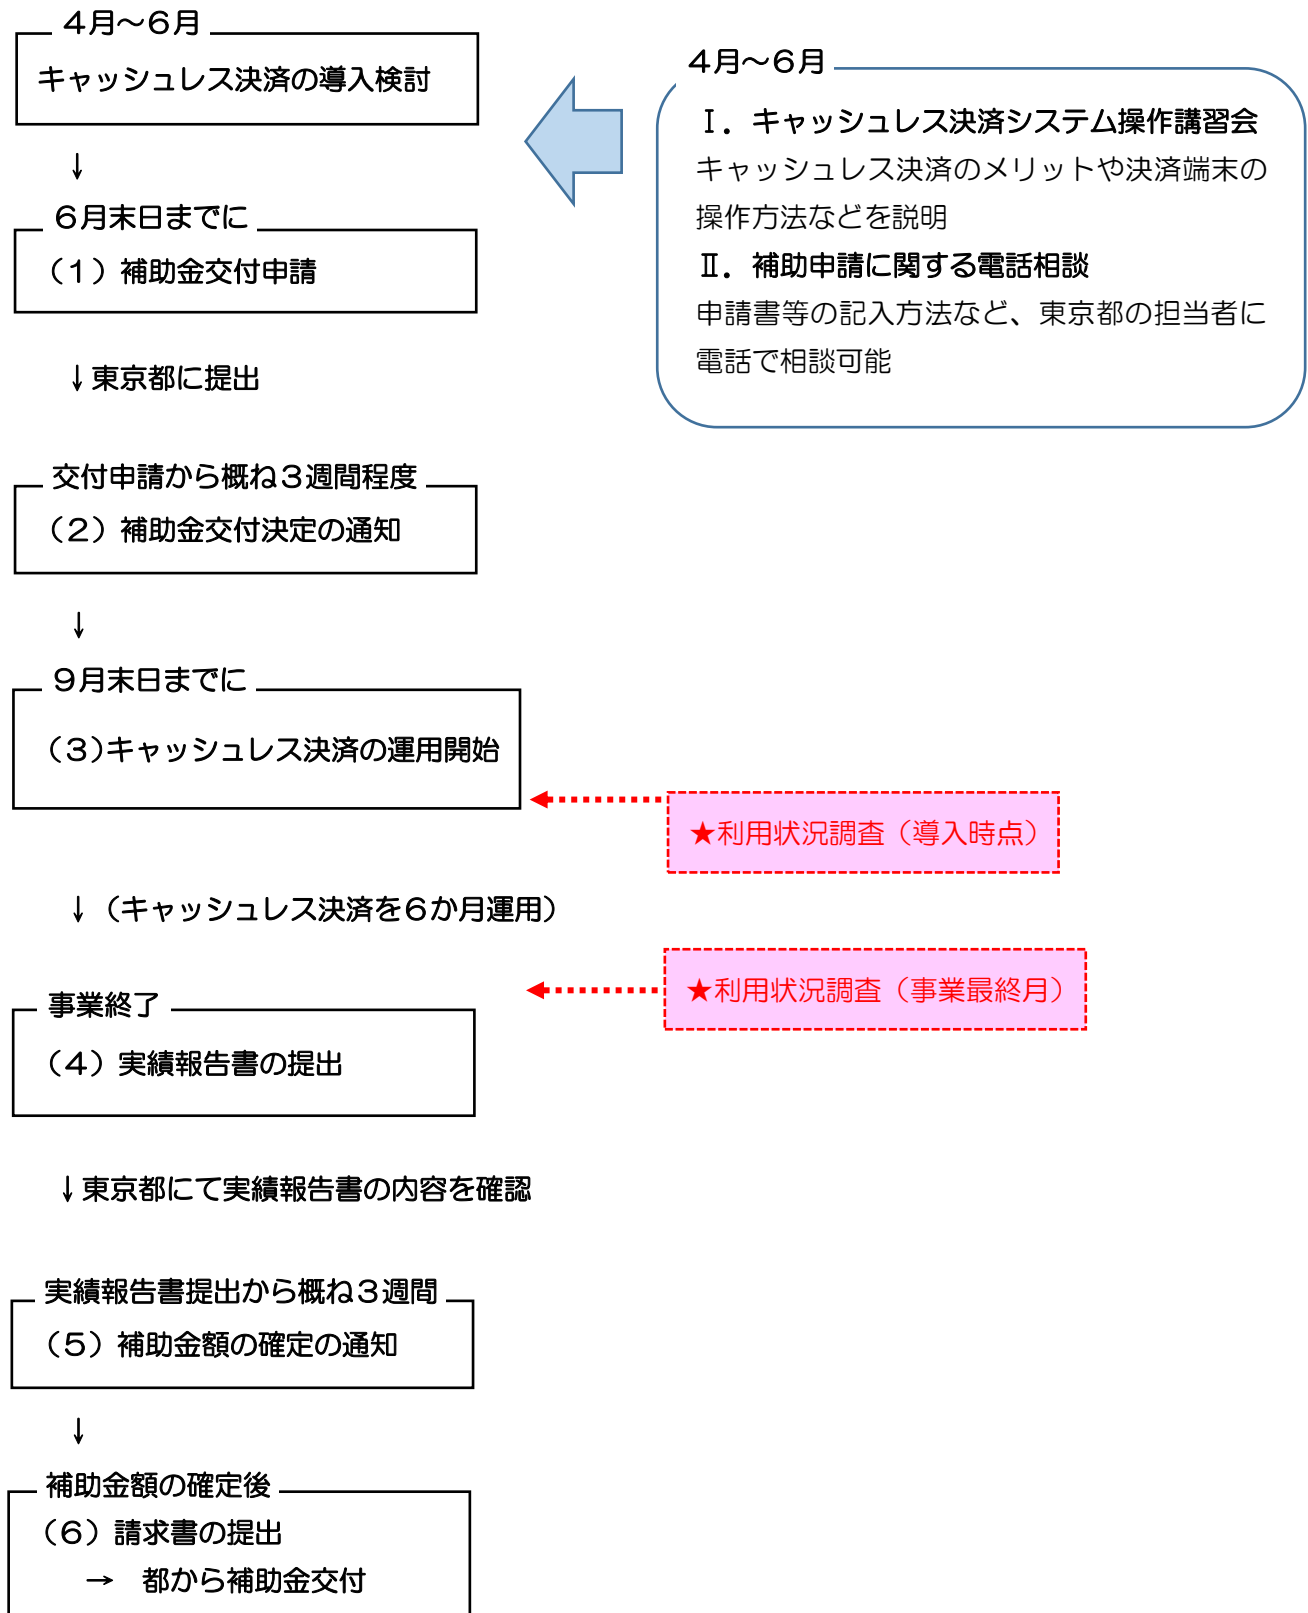 4月～6月
キャッシュレス決済の導入検討
↓
6月末日までに
（1）補助金交付申請
↓東京都に提出
交付申請から概ね3週間程度
（2）補助金交付決定の通知
↓
9月末日までに
（3）キャッシュレス決済の運用開始
↓（キャッシュレス決済を6か月運用）
事業終了
（4）実績報告書の提出
↓東京都にて実績報告書の内容を確認
実績報告書提出から概ね3週間
（5）補助金額の確定の通知
↓
補助金額の確定後
（6）請求書の提出
→　都から補助金交付
4月～6月
Ⅰ．キャッシュレス決済システム操作講習会
キャッシュレス決済のメリットや決済端末の
操作方法などを説明
Ⅱ．補助申請に関する電話相談
申請書等の記入方法など、東京都の担当者に
電話で相談可能
★利用状況調査（導入時点）
★利用状況調査（事業最終月）